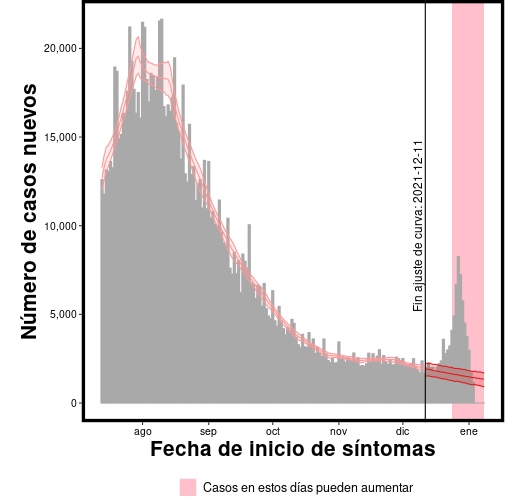 Número de casos nuevos
20,000
15,000
10,000
5,000
0
Fin ajuste de curva: 2021-12-11
ago
sep
oct
nov
dic
ene
Fecha de inicio de síntomas
Casos en estos días pueden aumentar